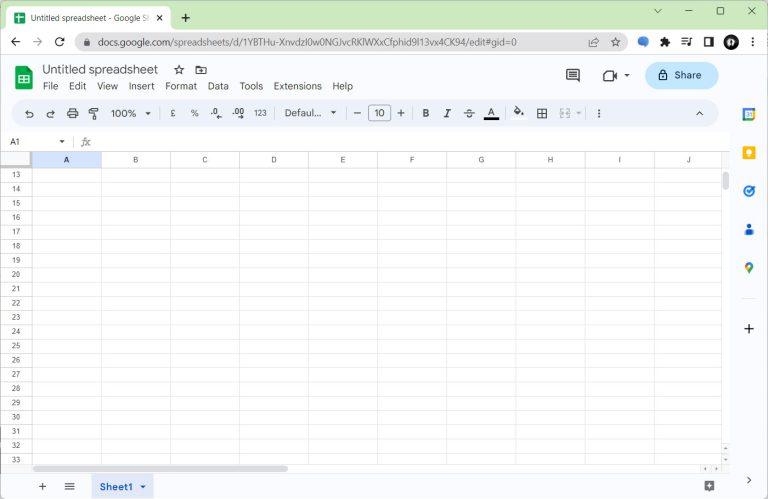 Untitled spreadsheet - Google Sh
docs.google.com/spreadsheets/d/1YBTHu-XnvdzI0w0NGJvcRKlWXxCfphid9l13vx4CK94/edit#gid=0
Untitled spreadsheet
File Edit View Insert Format Data Tools Extensions Help
Share
100% £ % .0 .00 123 Defaul... 10 B I S A
31
A1 fx
A B C D E F G H I J
13
14
15
16
17
18
19
20
21
22
23
24
25
26
27
28
29
30
31
32
33
Sheet1